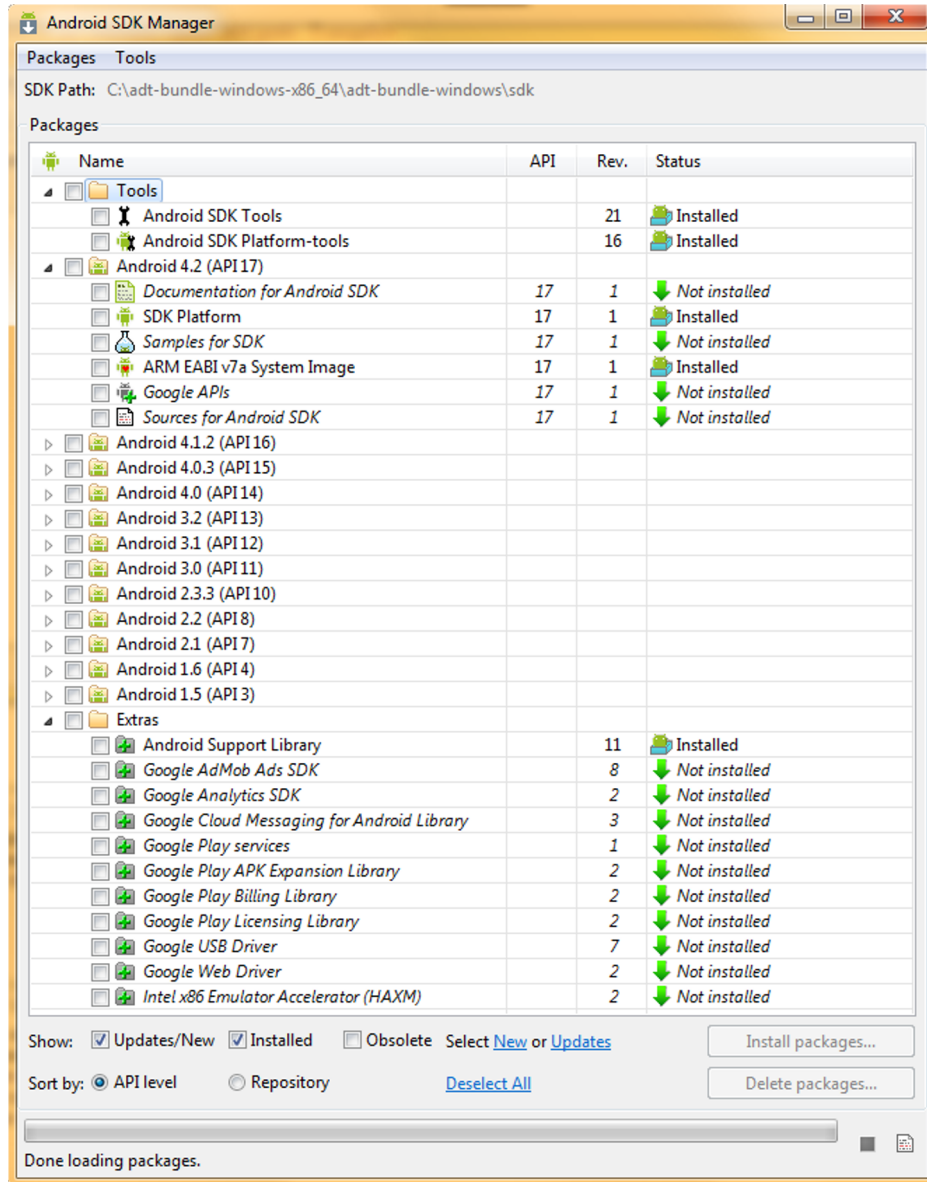 Android SDK Manager
Packages Tools
SDK Path: C:\adt-bundle-windows-x86_64\adt-bundle-windows\sdk
Packages
Name API Rev. Status
Tools
Android SDK Tools 21 Installed
Android SDK Platform-tools 16 Installed
Android 4.2 (API 17)
Documentation for Android SDK 17 1 Not installed
SDK Platform 17 1 Installed
Samples for SDK 17 1 Not installed
ARM EABI v7a System Image 17 1 Installed
Google APIs 17 1 Not installed
Sources for Android SDK 17 1 Not installed
Android 4.1.2 (API 16)
Android 4.0.3 (API 15)
Android 4.0 (API 14)
Android 3.2 (API 13)
Android 3.1 (API 12)
Android 3.0 (API 11)
Android 2.3.3 (API 10)
Android 2.2 (API 8)
Android 2.1 (API 7)
Android 1.6 (API 4)
Android 1.5 (API 3)
Extras
Android Support Library 11 Installed
Google AdMob Ads SDK 8 Not installed
Google Analytics SDK 2 Not installed
Google Cloud Messaging for Android Library 3 Not installed
Google Play services 1 Not installed
Google Play APK Expansion Library 2 Not installed
Google Play Billing Library 2 Not installed
Google Play Licensing Library 2 Not installed
Google USB Driver 7 Not installed
Google Web Driver 2 Not installed
Intel x86 Emulator Accelerator (HAXM) 2 Not installed
Show: Updates/New Installed Obsolete Select New or Updates Install packages...
Sort by: API level Repository Deselect All Delete packages...
Done loading packages.